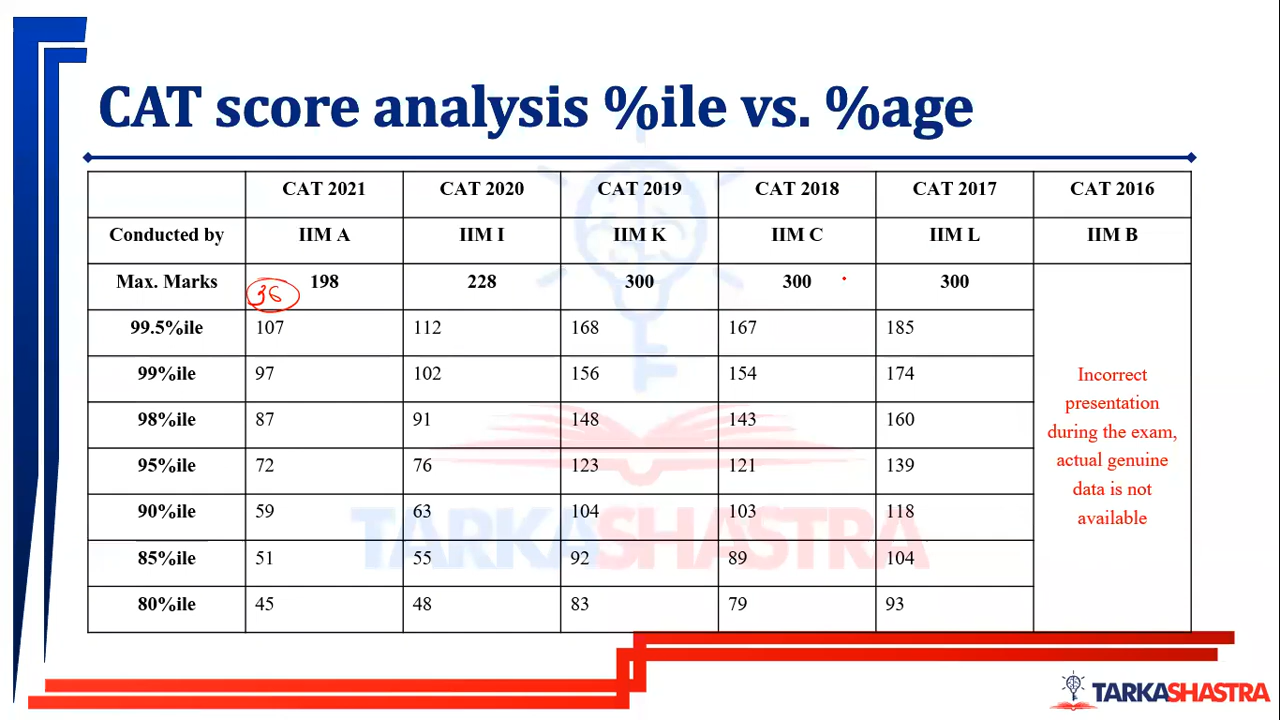 CAT score analysis %ile vs. %age
CAT 2021 CAT 2020 CAT 2019 CAT 2018 CAT 2017 CAT 2016
Conducted by IIM A IIM I IIM K IIM C IIM L IIM B
Max. Marks 36 198 228 300 300 300
99.5%ile 107 112 168 167 185
99%ile 97 102 156 154 174
98%ile 87 91 148 143 160
95%ile 72 76 123 121 139
90%ile 59 63 104 103 118
85%ile 51 55 92 89 104
80%ile 45 48 83 79 93
Incorrect
presentation
during the exam,
actual genuine
data is not
available
TARKASHASTRA
TARKASHASTRA